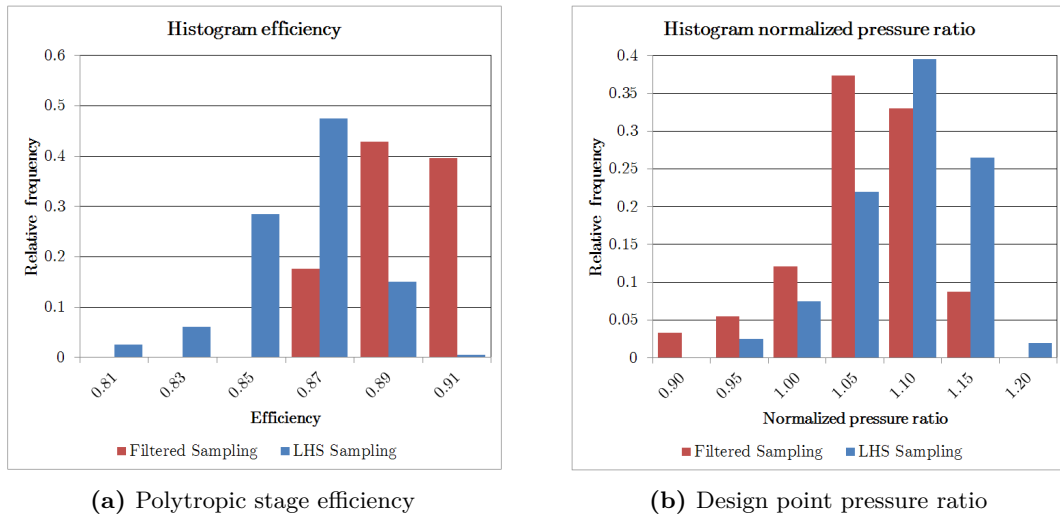 Histogram efficiency
0.6
0.5
0.4
0.3
0.2
0.1
0
Relative frequency
0.81 0.83 0.85 0.87 0.89 0.91
Efficiency
Filtered Sampling LHS Sampling
(a) Polytropic stage efficiency
Histogram normalized pressure ratio
0.4
0.35
0.3
0.25
0.2
0.15
0.1
0.05
0
Relative frequency
0.90 0.95 1.00 1.05 1.10 1.15 1.20
Normalized pressure ratio
Filtered Sampling LHS Sampling
(b) Design point pressure ratio